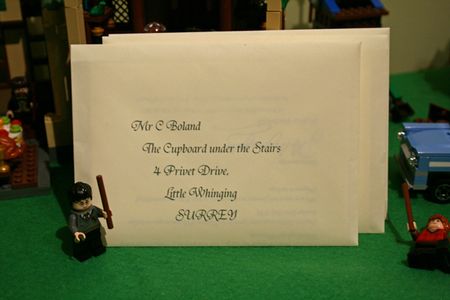 Mr C Boland
The Cupboard under the Stairs
4 Privet Drive,
Little Whinging
SURREY